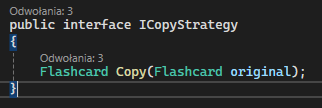 Odwołania: 3
public interface ICopyStrategy
{
Odwołania: 3
Flashcard Copy(Flashcard original);
}